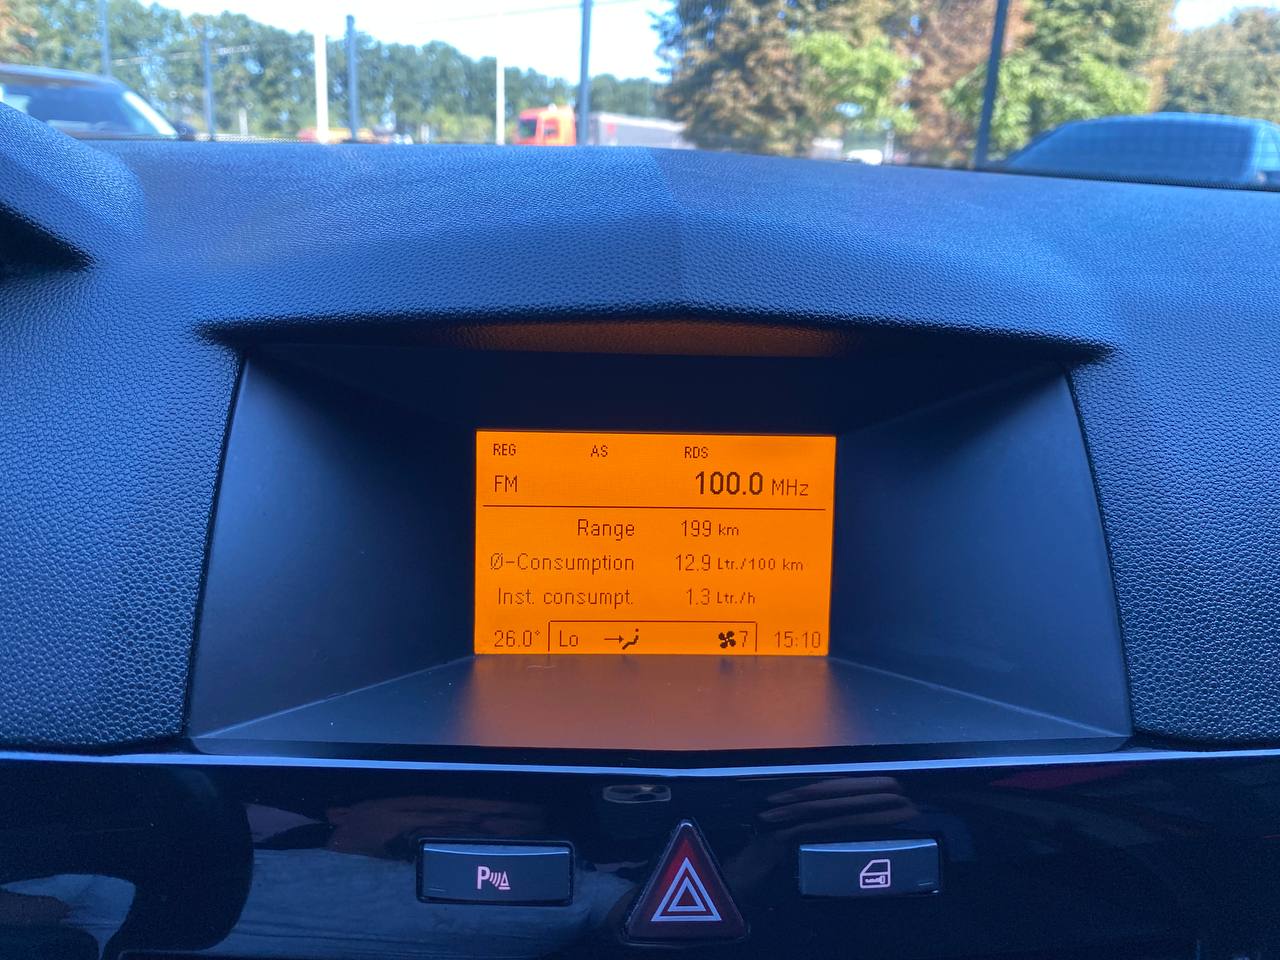 REG AS RDS
FM 100.0 MHz
Range 199 km
Ø-Consumption 12.9 Ltr./100 km
Inst. consumpt. 1.3 Ltr./h
26.0° Lo 7 15:10
P